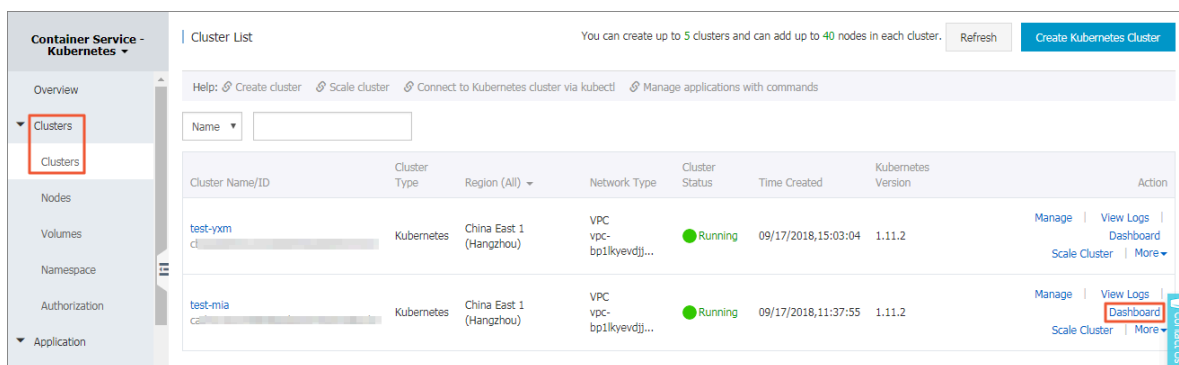 Container Service -
Kubernetes
Overview
Clusters
Clusters
Nodes
Volumes
Namespace
Authorization
Application
Cluster List
You can create up to 5 clusters and can add up to 40 nodes in each cluster.
Refresh
Create Kubernetes Cluster
Help: Create cluster Scale cluster Connect to Kubernetes cluster via kubectl Manage applications with commands
Name
Cluster Name/ID
Cluster
Type
Region (All)
Network Type
Cluster
Status
Time Created
Kubernetes
Version
Action
test-yxm
Kubernetes
China East 1
(Hangzhou)
VPC
vpc-
bp1lkyevdjj...
Running
09/17/2018,15:03:04
1.11.2
Manage | View Logs |
Dashboard
Scale Cluster | More
test-mia
Kubernetes
China East 1
(Hangzhou)
VPC
vpc-
bp1lkyevdjj...
Running
09/17/2018,11:37:55
1.11.2
Manage | View Logs |
Dashboard
Scale Cluster | More